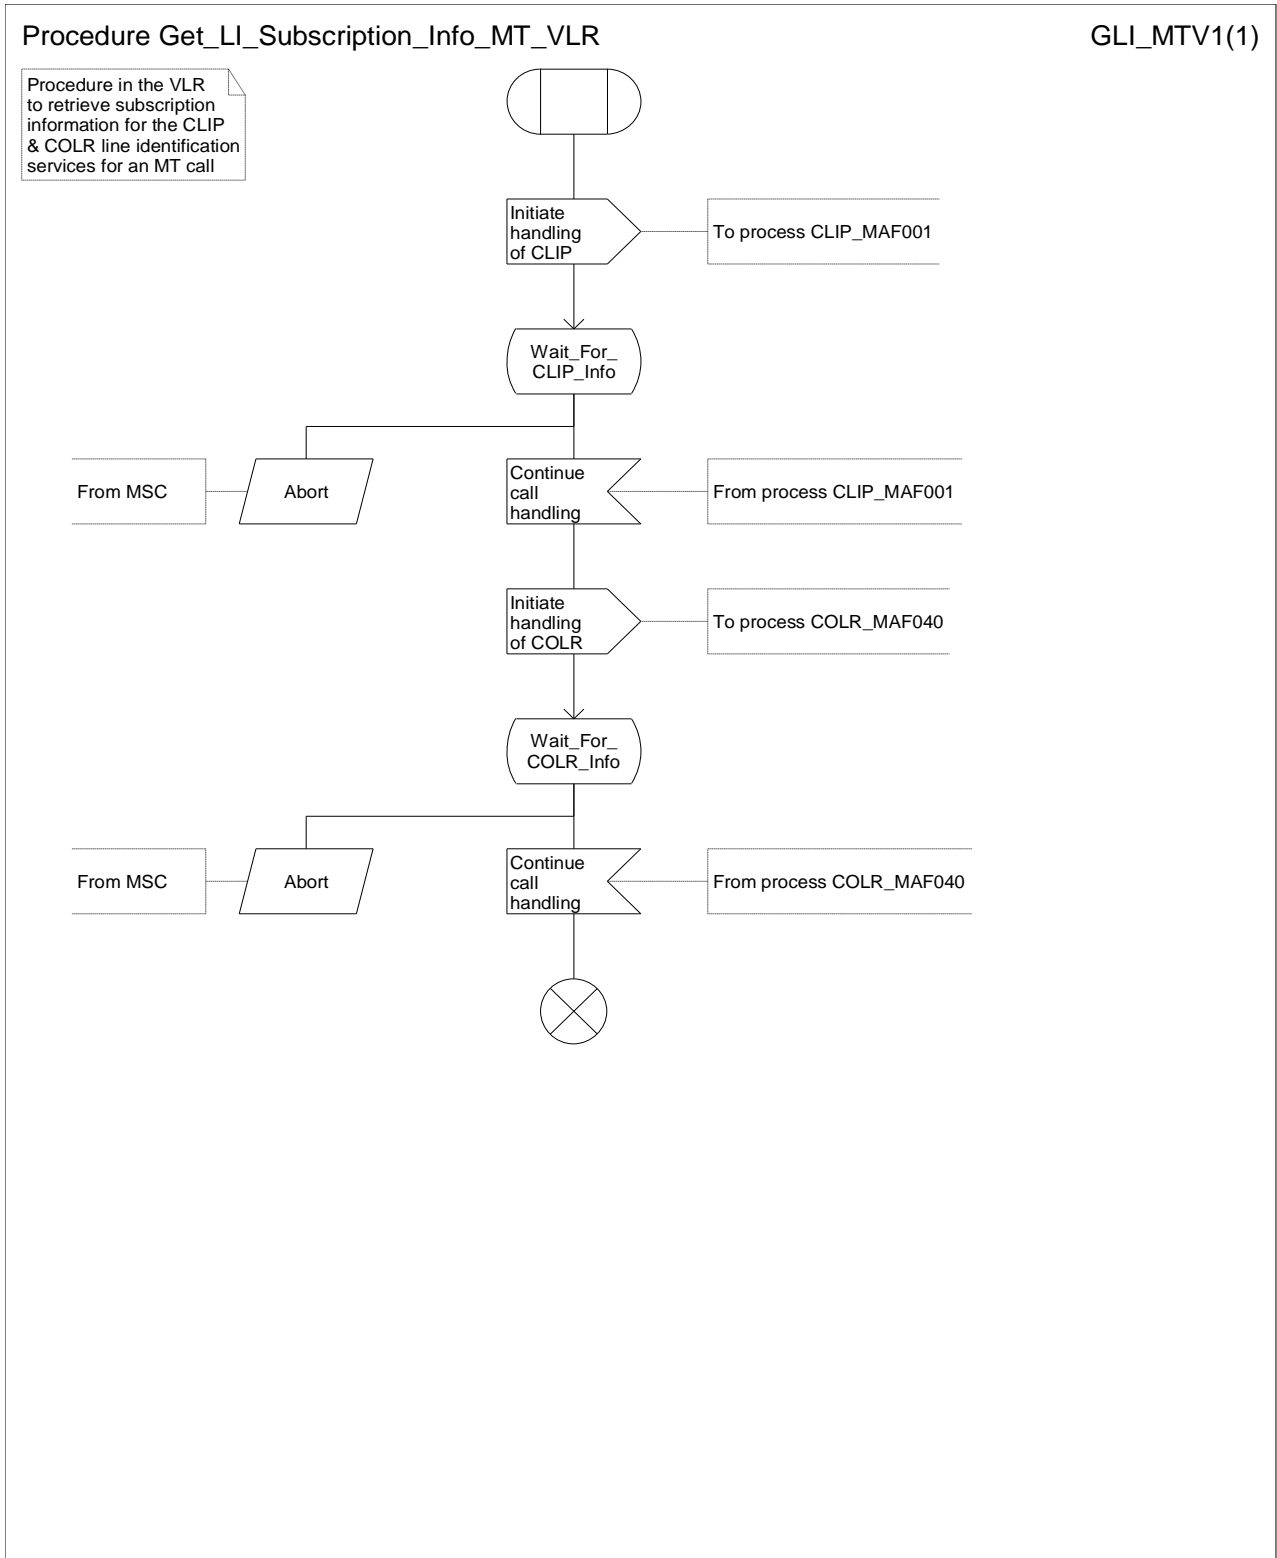 Procedure Get_LI_Subscription_Info_MT_VLR
GLI_MTV1(1)
Procedure in the VLR
to retrieve subscription
information for the CLIP
& COLR line identification
services for an MT call
Initiate
handling
of CLIP
To process CLIP_MAF001
Wait_For_
CLIP_Info
From MSC
Abort
Continue
call
handling
From process CLIP_MAF001
Initiate
handling
of COLR
To process COLR_MAF040
Wait_For_
COLR_Info
From MSC
Abort
Continue
call
handling
From process COLR_MAF040